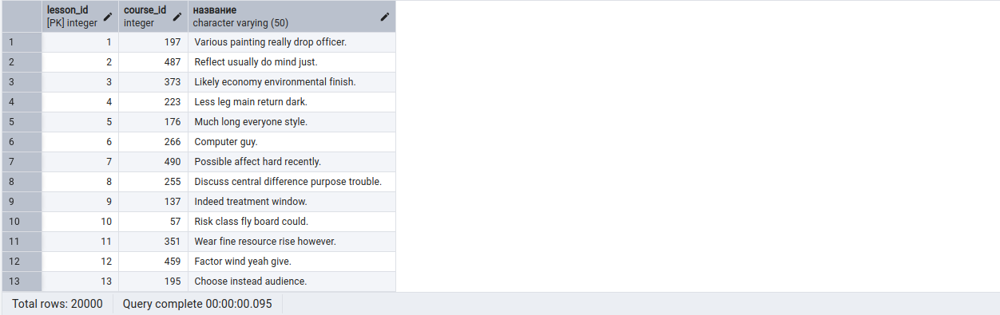 lesson_id course_id название
[PK] integer integer character varying (50)
1 1 197 Various painting really drop officer.
2 2 487 Reflect usually do mind just.
3 3 373 Likely economy environmental finish.
4 4 223 Less leg main return dark.
5 5 176 Much long everyone style.
6 6 266 Computer guy.
7 7 490 Possible affect hard recently.
8 8 255 Discuss central difference purpose trouble.
9 9 137 Indeed treatment window.
10 10 57 Risk class fly board could.
11 11 351 Wear fine resource rise however.
12 12 459 Factor wind yeah give.
13 13 195 Choose instead audience.
Total rows: 20000 Query complete 00:00:00.095